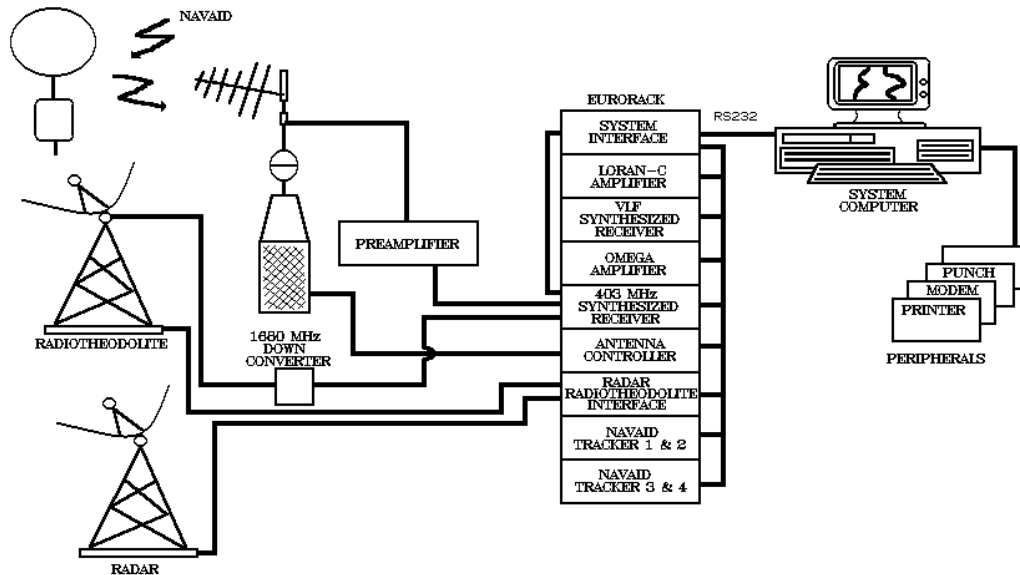 NAVAID
EURORACK
RS232
SYSTEM
INTERFACE
LORAN-C
AMPLIFIER
VLF
SYNTHESIZED
RECEIVER
OMEGA
AMPLIFIER
403 MHz
SYNTHESIZED
RECEIVER
ANTENNA
CONTROLLER
RADAR
RADIOTHEODOLITE
INTERFACE
NAVAID
TRACKER 1 & 2
NAVAID
TRACKER 3 & 4
SYSTEM
COMPUTER
PREAMPLIFIER
PUNCH
MODEM
PRINTER
PERIPHERALS
RADIOTHEODOLITE
1680 MHz
DOWN
CONVERTER
RADAR